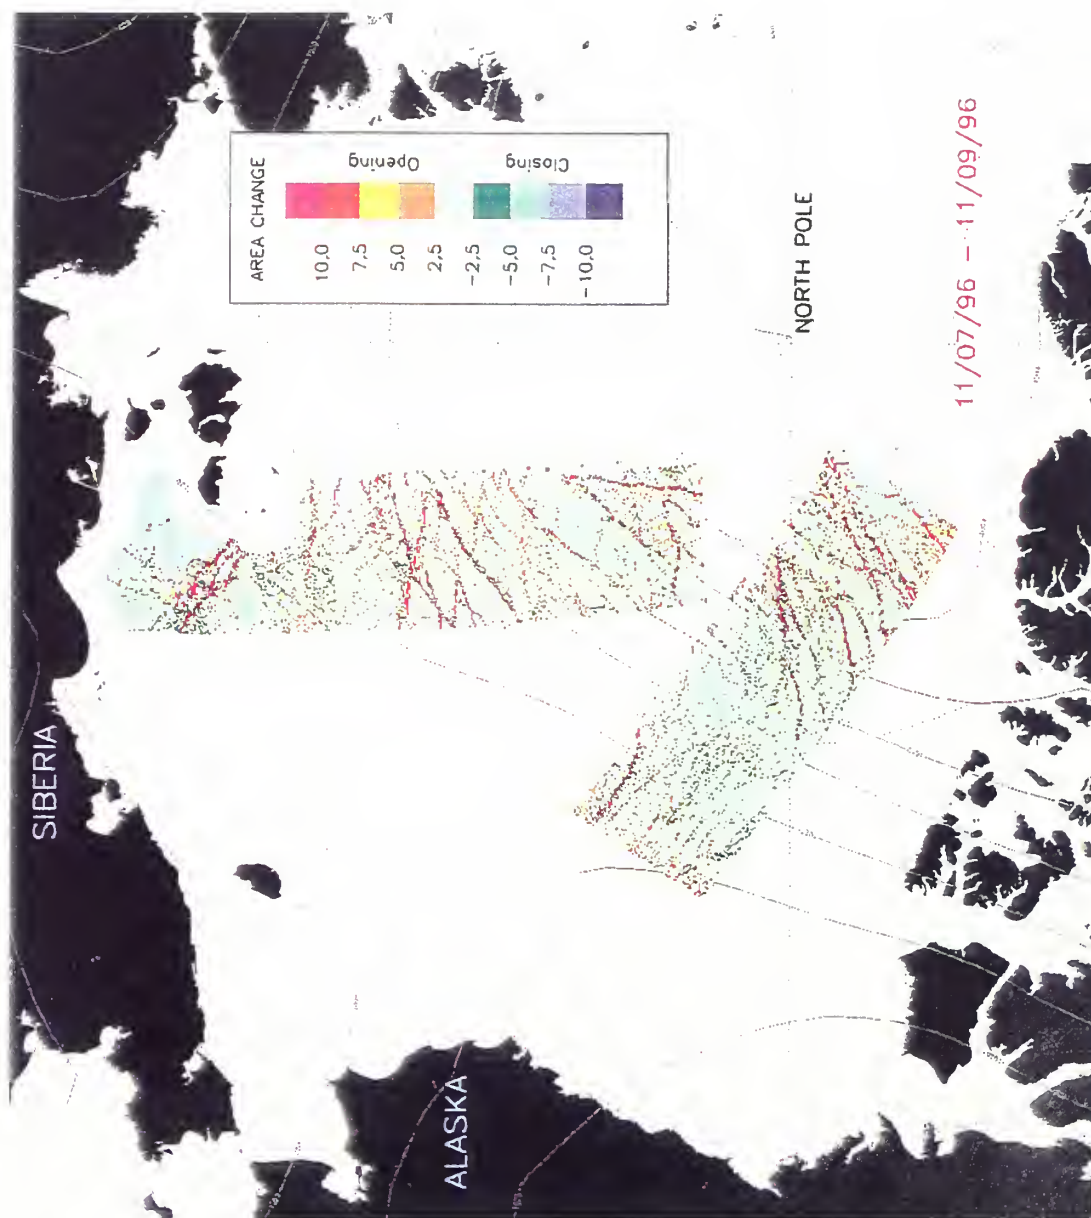 SIBERIA
AREA CHANGE
Opening
Closing
10.0
7.5
5.0
2.5
-2.5
-5.0
-7.5
-10.0
NORTH POLE
11/07/96 - 11/09/96
ALASKA